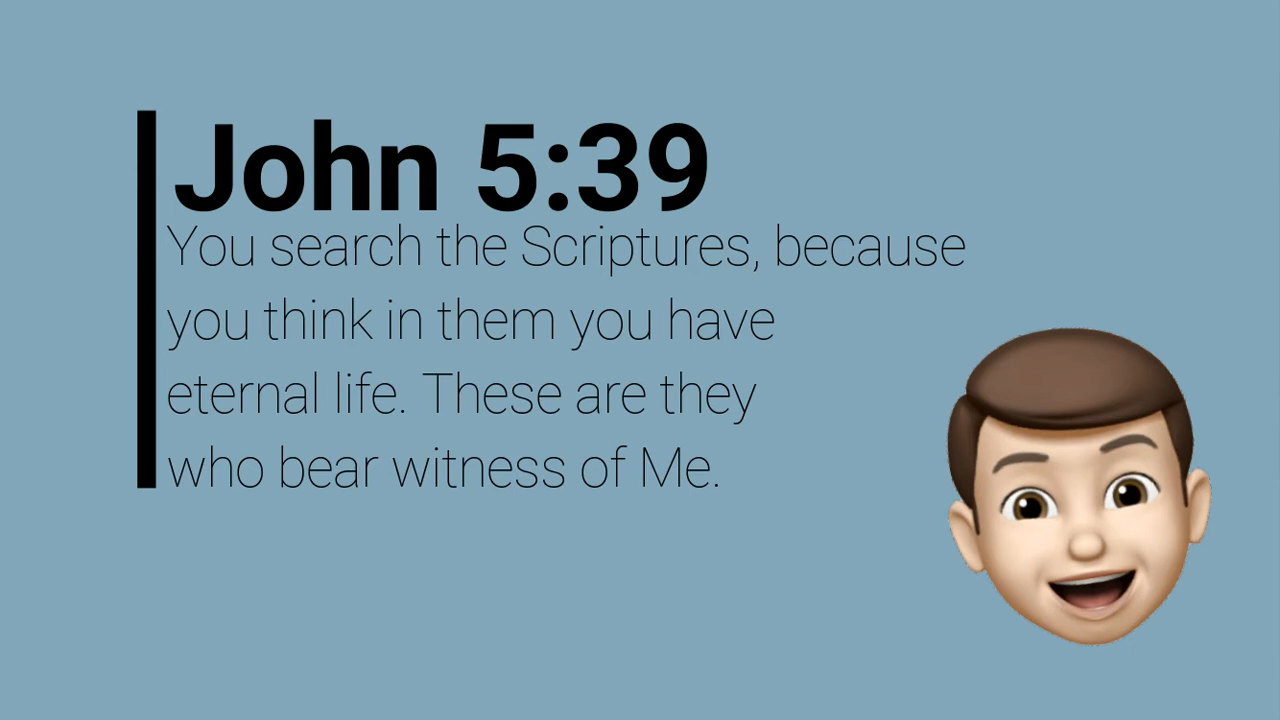 John 5:39
You search the Scriptures, because
you think in them you have
eternal life. These are they
who bear witness of Me.